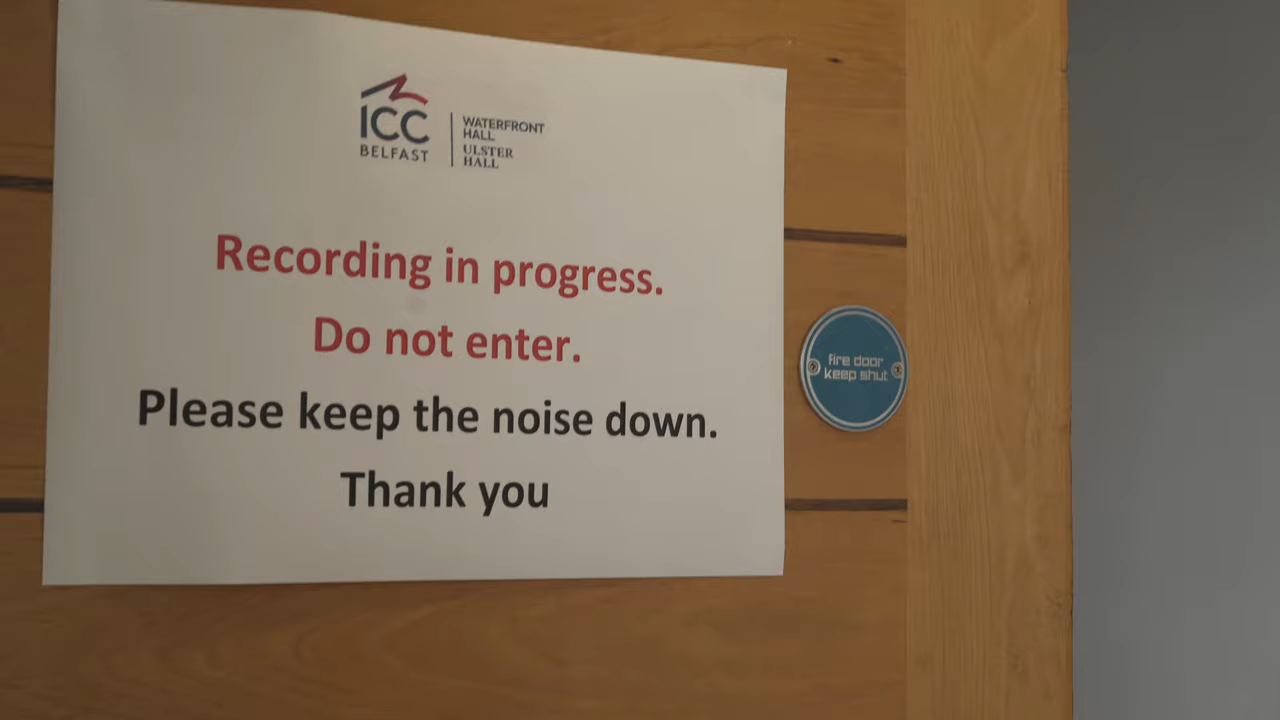 ICC
BELFAST
WATERFRONT
HALL
ULSTER
HALL
Recording in progress.
Do not enter.
Please keep the noise down.
Thank you
fire door
keep shut